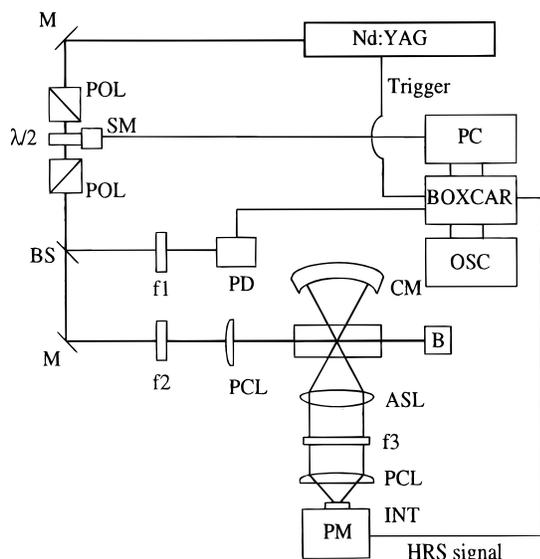 M
Nd:YAG
POL
Trigger
λ/2
SM
PC
POL
BOXCAR
BS
OSC
f1
PD
CM
M
B
f2
PCL
ASL
f3
PCL
INT
PM
HRS signal